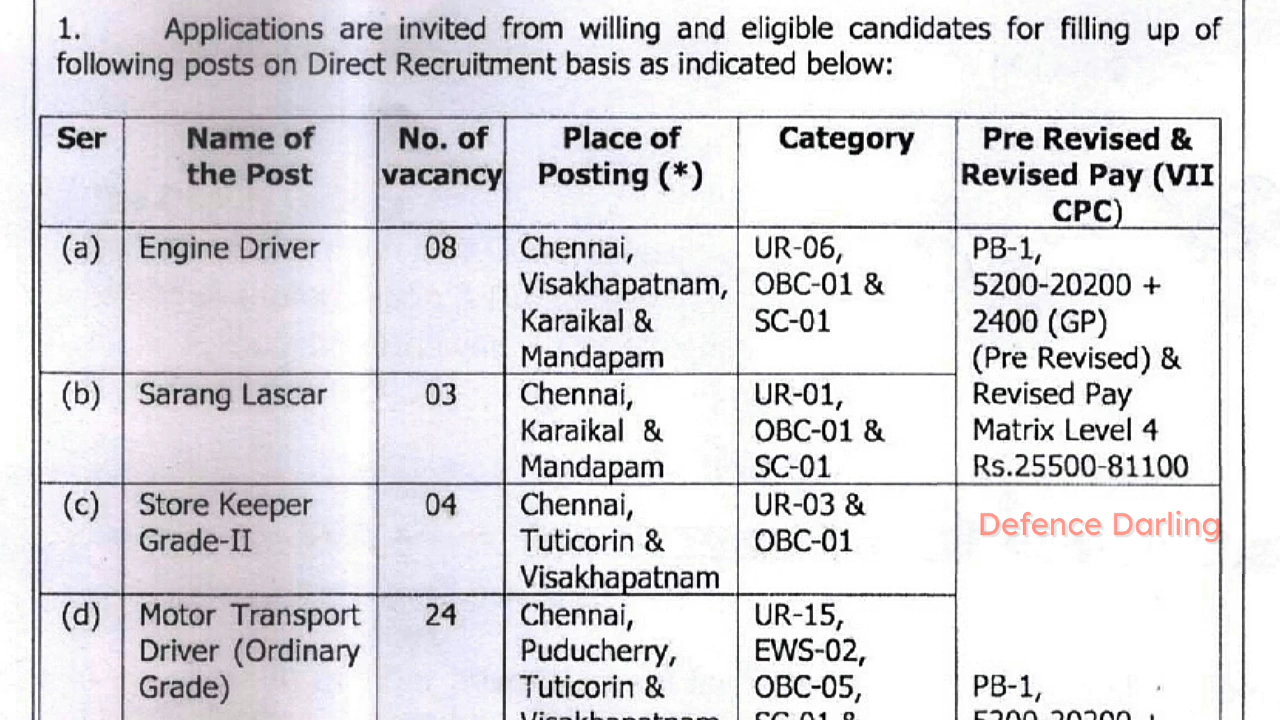 1. Applications are invited from willing and eligible candidates for filling up of
following posts on Direct Recruitment basis as indicated below:
Ser Name of the Post No. of vacancy Place of Posting (*) Category Pre Revised & Revised Pay (VII CPC)
(a) Engine Driver 08 Chennai, UR-06, PB-1,
Visakhapatnam, OBC-01 & 5200-20200 +
Karaikal & SC-01 2400 (GP)
Mandapam (Pre Revised) &
(b) Sarang Lascar 03 Chennai, UR-01, Revised Pay
Karaikal & OBC-01 & Matrix Level 4
Mandapam SC-01 Rs.25500-81100
(c) Store Keeper 04 Chennai, UR-03 &
Defence Darling
Grade-II Tuticorin & OBC-01
Visakhapatnam
(d) Motor Transport 24 Chennai, UR-15,
Driver (Ordinary Puducherry, EWS-02,
Grade) Tuticorin & OBC-05, PB-1,
Visakhapatnam SC-01 & 5200-20200 +